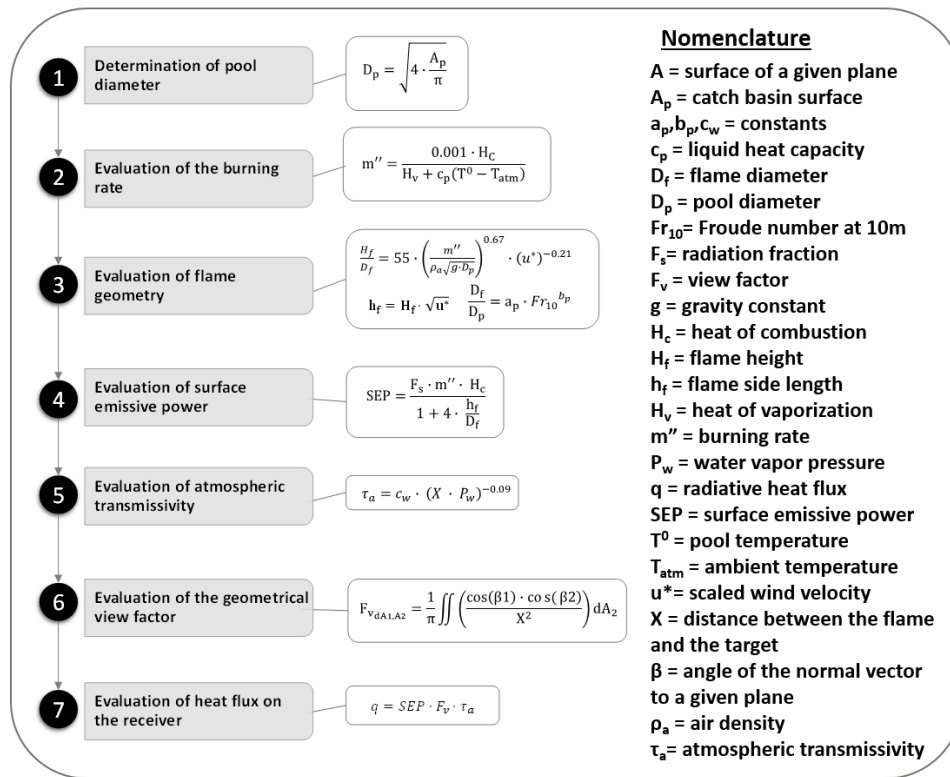 1
Determination of pool
diameter
D_p = √(4 · A_p/π)
2
Evaluation of the burning
rate
m′′ = (0.001 · H_C)/(H_v + c_p(T⁰ − T_atm))
3
Evaluation of flame
geometry
H_f/D_f = 55 · (m′′/(ρ_a√(g·D_p)))^0.67 · (u*)^−0.21
h_f = H_f · √u* D_f/D_p = a_p · Fr₁₀^b_p
4
Evaluation of surface
emissive power
SEP = (F_s · m′′ · H_c)/(1 + 4 · h_f/D_f)
5
Evaluation of atmospheric
transmissivity
τ_a = c_w · (X · P_w)^−0.09
6
Evaluation of the geometrical
view factor
F_v_dA1,A2 = 1/π ∬ ((cos(β1) · cos(β2))/X²) dA₂
7
Evaluation of heat flux on
the receiver
q = SEP · F_v · τ_a
Nomenclature
A = surface of a given plane
A_p = catch basin surface
a_p,b_p,c_w = constants
c_p = liquid heat capacity
D_f = flame diameter
D_p = pool diameter
Fr₁₀= Froude number at 10m
F_s= radiation fraction
F_v = view factor
g = gravity constant
H_c = heat of combustion
H_f = flame height
h_f = flame side length
H_v = heat of vaporization
m” = burning rate
P_w = water vapor pressure
q = radiative heat flux
SEP = surface emissive power
T⁰ = pool temperature
T_atm = ambient temperature
u*= scaled wind velocity
X = distance between the flame
and the target
β = angle of the normal vector
to a given plane
ρ_a = air density
τ_a= atmospheric transmissivity